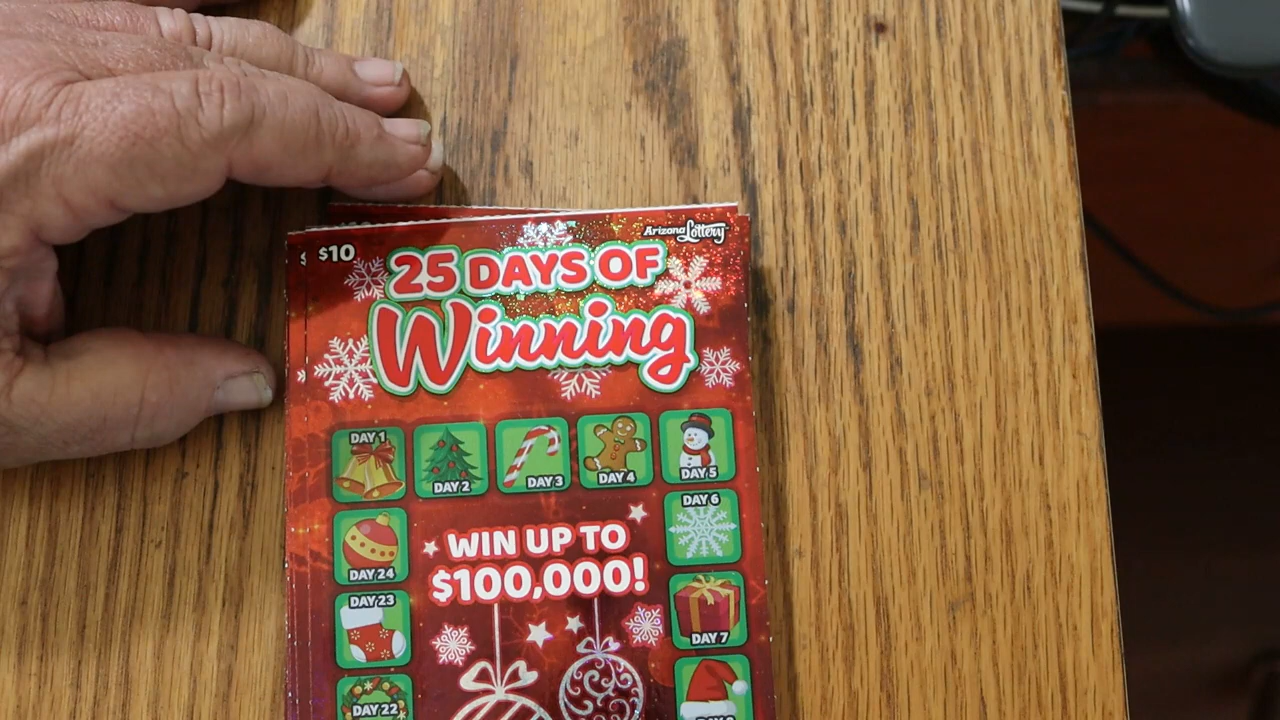 $10
Arizona Lottery
25 DAYS OF
Winning
DAY 1
DAY 2
DAY 3
DAY 4
DAY 5
DAY 6
DAY 24
WIN UP TO
$100,000!
DAY 23
DAY 7
DAY 22